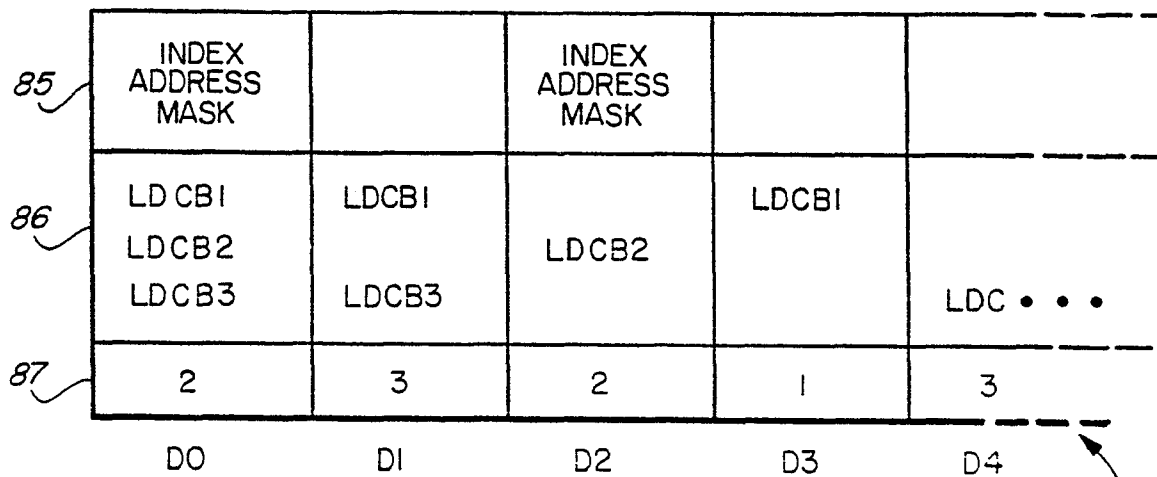 85 INDEX ADDRESS MASK INDEX ADDRESS MASK
86 LDCB1 LDCB1 LDCB1
LDCB2 LDCB2
LDCB3 LDCB3 LDC • • •
87 2 3 2 1 3
D0 D1 D2 D3 D4